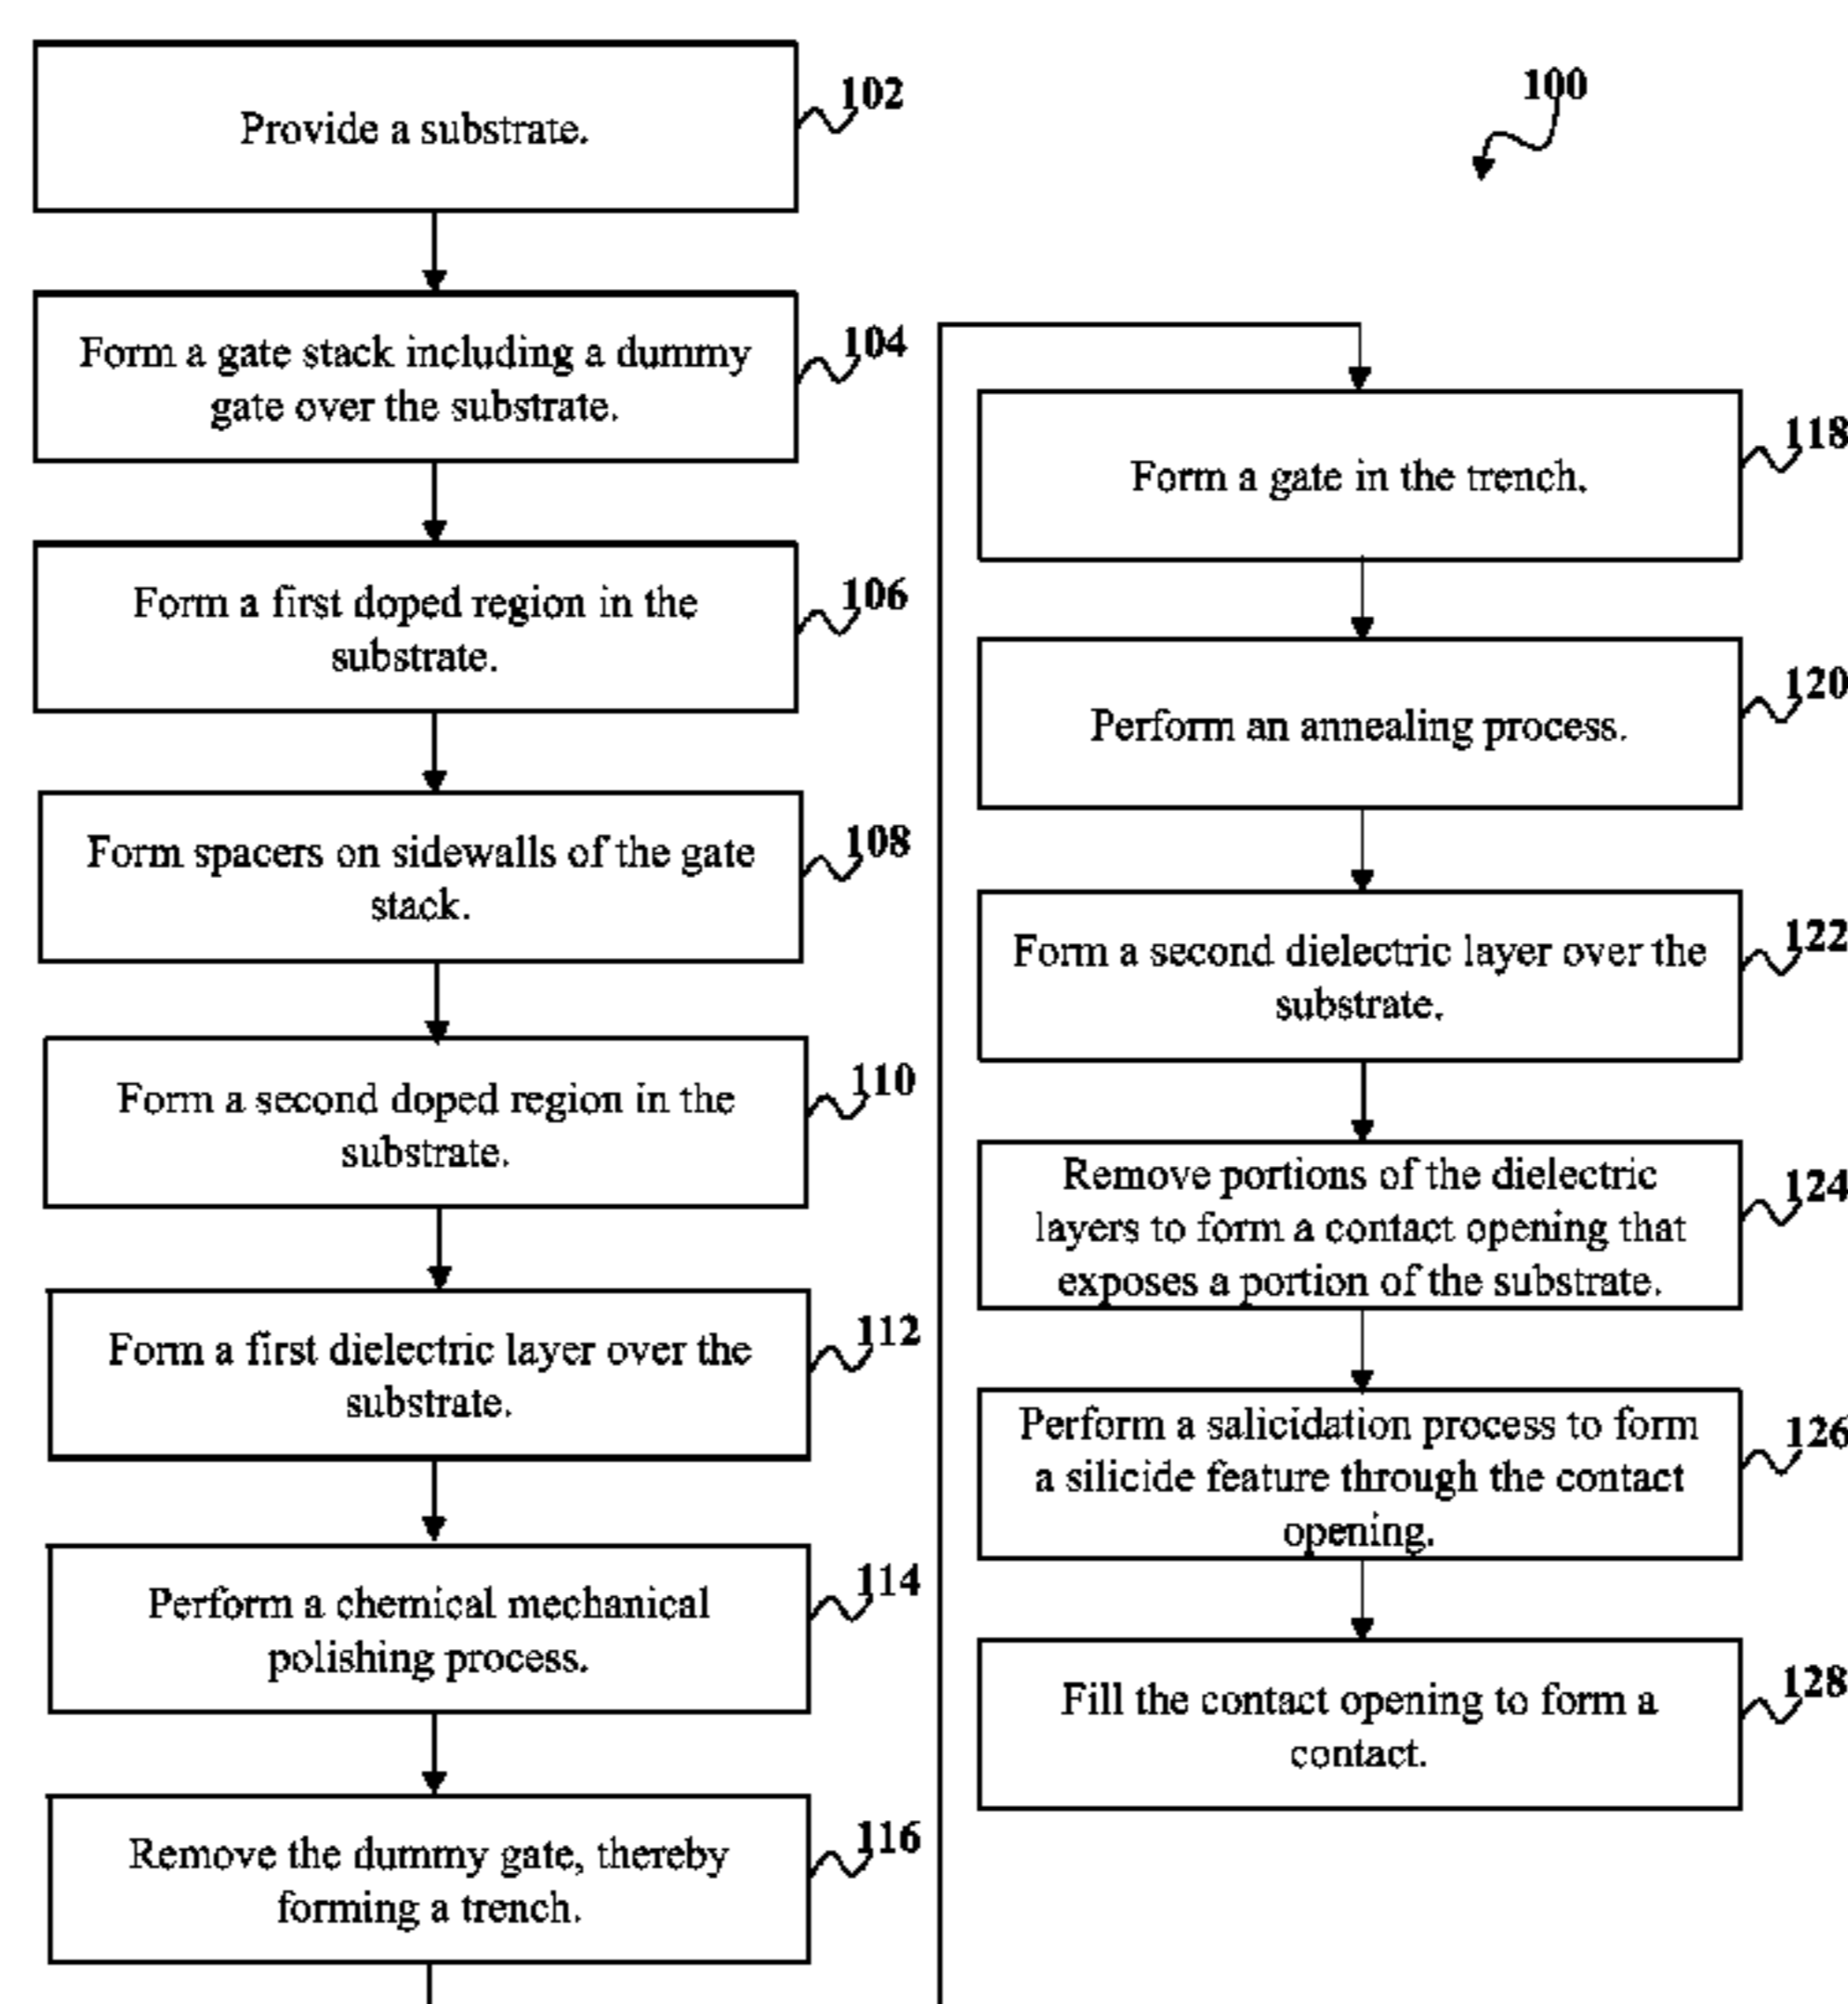 Provide a substrate.
102
Form a gate stack including a dummy
gate over the substrate.
104
Form a first doped region in the
substrate.
106
Form spacers on sidewalls of the gate
stack.
108
Form a second doped region in the
substrate.
110
Form a first dielectric layer over the
substrate.
112
Perform a chemical mechanical
polishing process.
114
Remove the dummy gate, thereby
forming a trench.
116
100
Form a gate in the trench.
118
Perform an annealing process.
120
Form a second dielectric layer over the
substrate.
122
Remove portions of the dielectric
layers to form a contact opening that
exposes a portion of the substrate.
124
Perform a salicidation process to form
a silicide feature through the contact
opening.
126
Fill the contact opening to form a
contact.
128